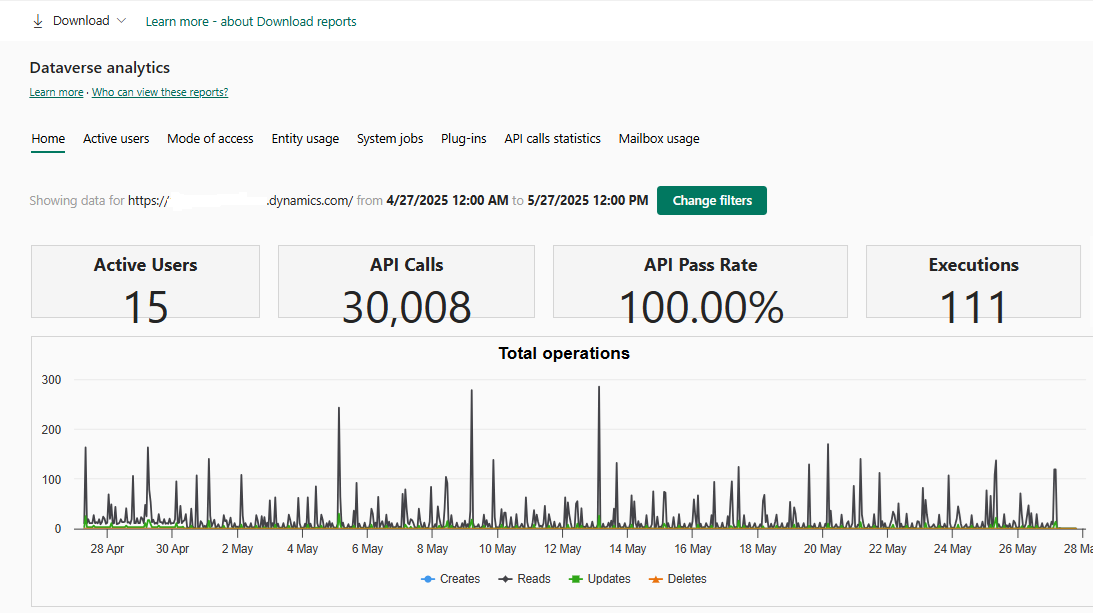 Download Learn more - about Download reports
Dataverse analytics
Learn more · Who can view these reports?
Home Active users Mode of access Entity usage System jobs Plug-ins API calls statistics Mailbox usage
Showing data for https:// .dynamics.com/ from 4/27/2025 12:00 AM to 5/27/2025 12:00 PM Change filters
Active Users API Calls API Pass Rate Executions
15 30,008 100.00% 111
Total operations
300
200
100
0
28 Apr 30 Apr 2 May 4 May 6 May 8 May 10 May 12 May 14 May 16 May 18 May 20 May 22 May 24 May 26 May 28 Ma
Creates Reads Updates Deletes